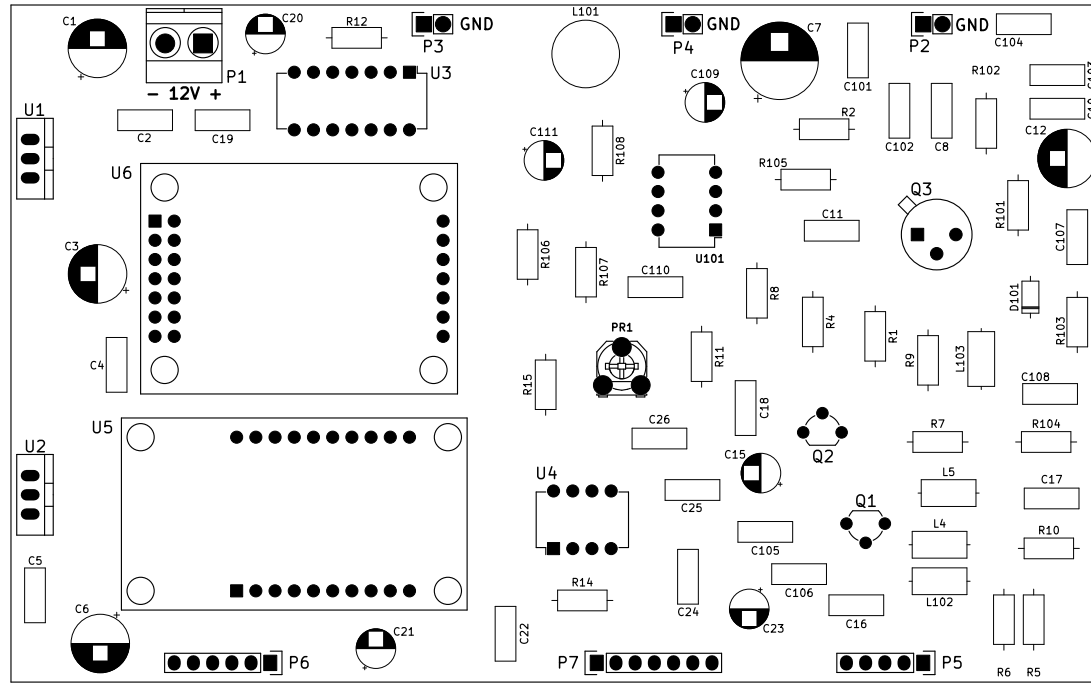 C1
C20
R12
GND
P3
L101
GND
P4
C7
GND
P2
C104
P1
- 12V +
U3
C109
C101
R102
C103
U1
C2
C19
C111
R108
R2
C102
C8
C12
U6
R105
Q3
R101
C11
C107
C3
R106
R107
U101
C110
R8
D101
PR1
R4
R1
R103
C4
R11
R9
L103
R15
C108
C18
U5
C26
Q2
R7
R104
U2
C15
U4
L5
C17
C25
Q1
L4
R10
C105
C5
R14
C106
L102
C6
C24
C16
C21
C22
C23
P6
P7
P5
R6
R5